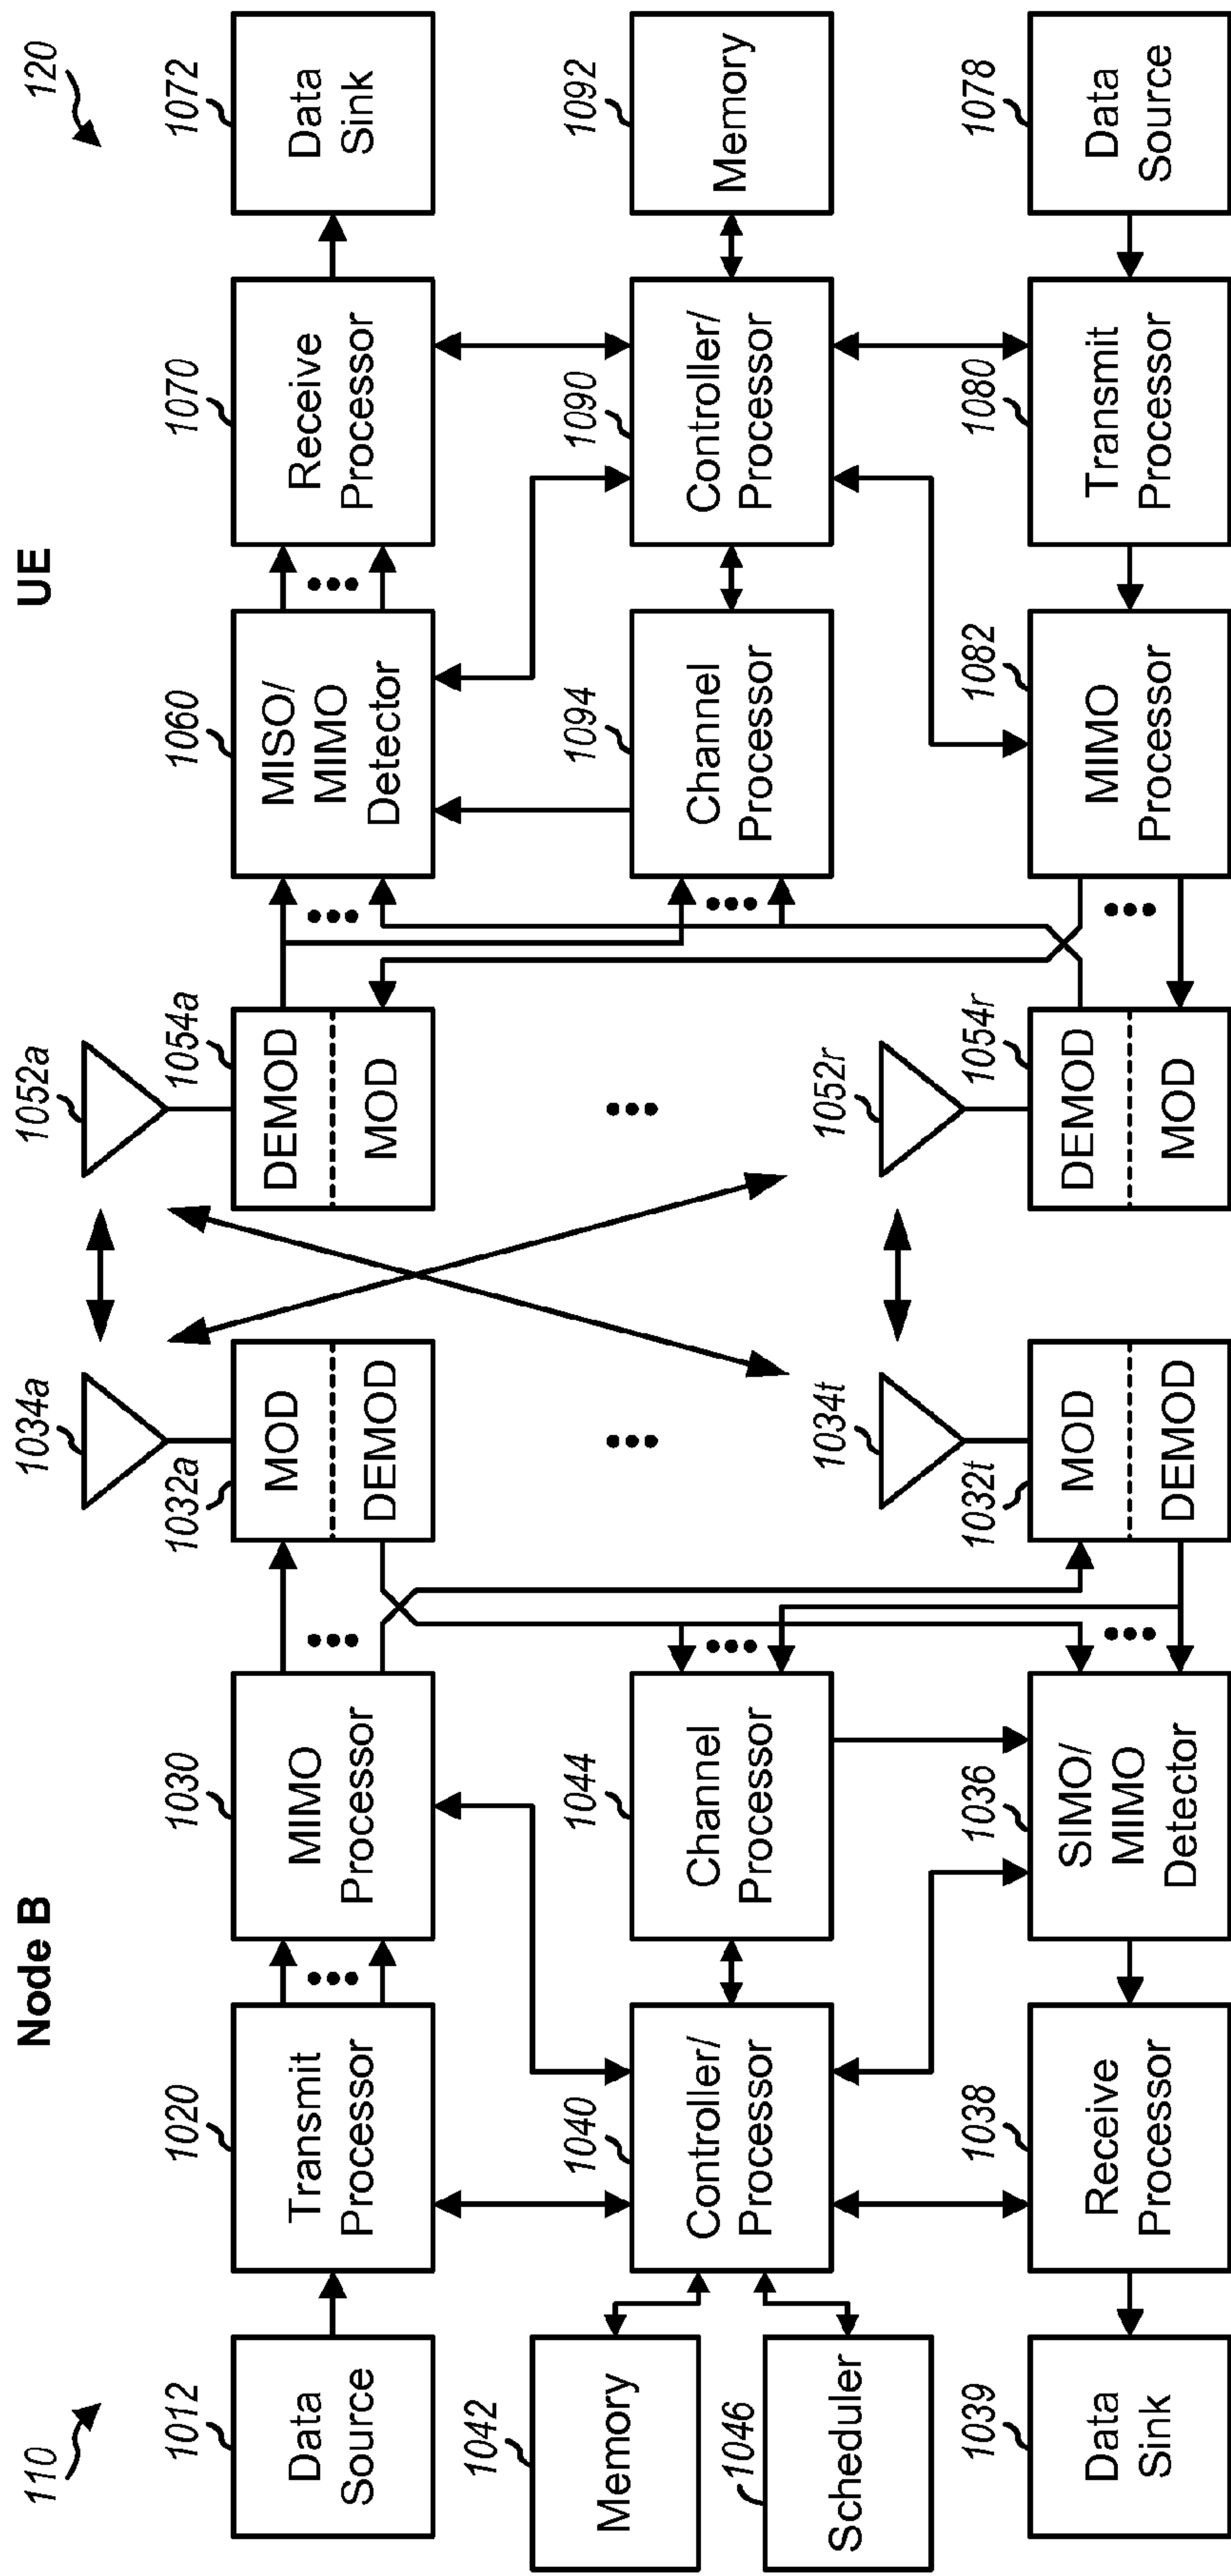 Node B
UE
110
120
1012
Data
Source
1020
Transmit
Processor
1030
MIMO
Processor
1034a
1032a
MOD
DEMOD
1052a
1054a
DEMOD
MOD
1060
MISO/
MIMO
Detector
1070
Receive
Processor
1072
Data
Sink
1042
Memory
1046
Scheduler
1040
Controller/
Processor
1044
Channel
Processor
1094
Channel
Processor
1090
Controller/
Processor
1092
Memory
1039
Data
Sink
1038
Receive
Processor
1036
SIMO/
MIMO
Detector
1034t
1032t
MOD
DEMOD
1052r
1054r
DEMOD
MOD
1082
MIMO
Processor
1080
Transmit
Processor
1078
Data
Source